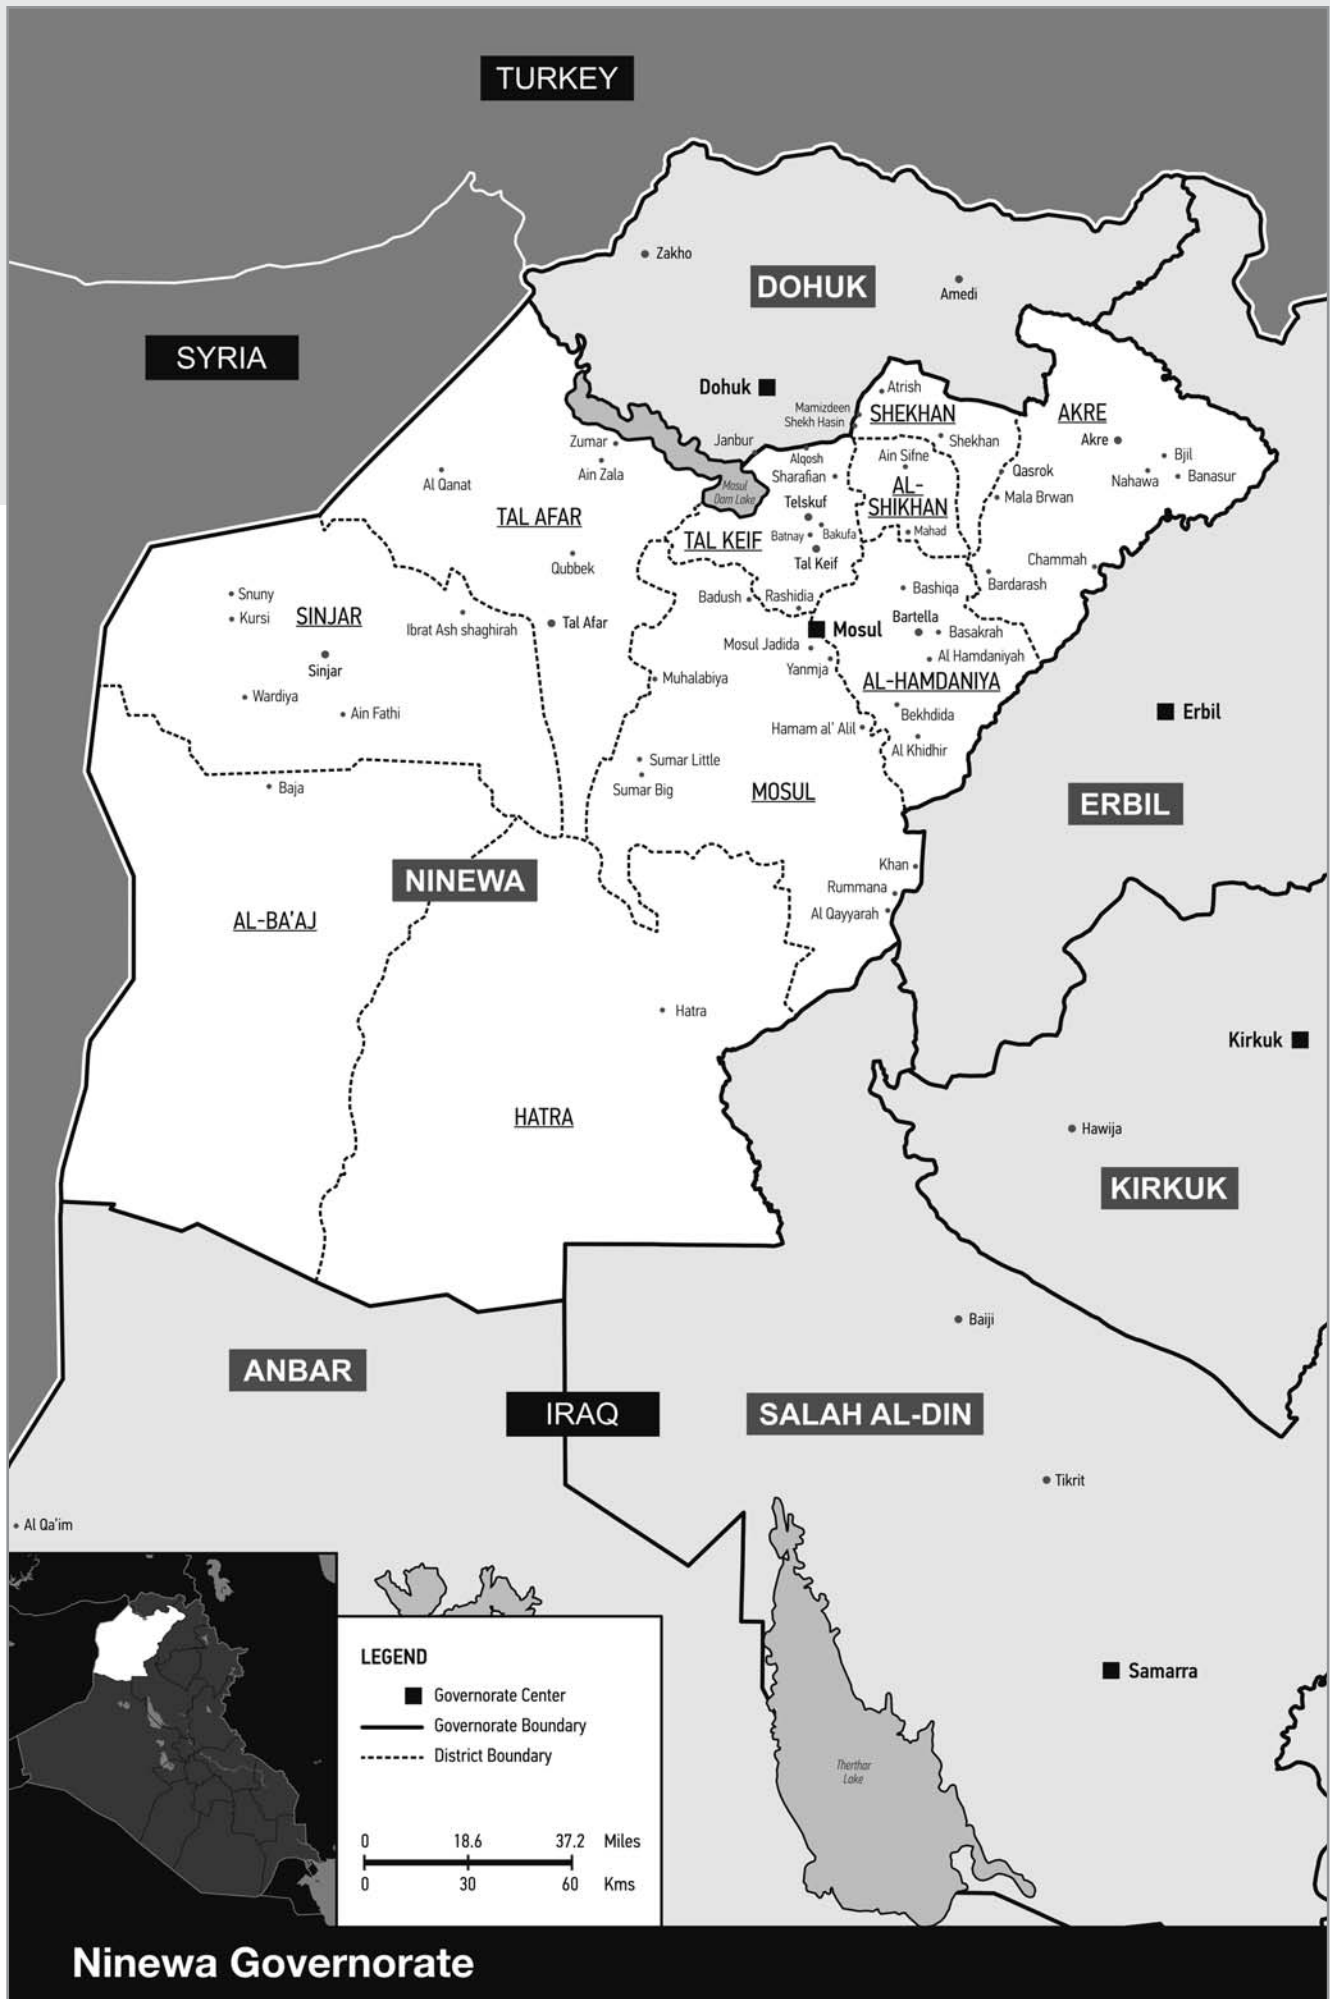 TURKEY
Zakho
DOHUK
Amedi
SYRIA
Dohuk
Atrish
Mamizdeen
Shekh Hasin
SHEKHAN
AKRE
Akre
Zumar
Janbur
Shekhan
Alqosh
Ain Sifne
Bjil
Al Qanat
Ain Zala
Sharafian
Qasrok
Nahawa
Banasur
Mosul
Dam Lake
AL-
SHIKHAN
Mala Brwan
Telskuf
TAL AFAR
TAL KEIF
Batnay
Bakufa
Mahad
Tal Keif
Qubbek
Chammah
Bardarash
Snuny
Badush
Rashidia
Bashiqa
Kursi
SINJAR
Ibrat Ash shaghirah
Tal Afar
Bartella
Mosul
Basakrah
Mosul Jadida
Al Hamdaniyah
Sinjar
Yanmja
Muhalabiya
AL-HAMDANIYA
Wardiya
Ain Fathi
Bekhdida
Erbil
Hamam al' Alil
Al Khidhir
Sumar Little
Baja
Sumar Big
MOSUL
ERBIL
Khan
NINEWA
Rummana
Al Qayyarah
AL-BA'AJ
Hatra
Kirkuk
HATRA
Hawija
KIRKUK
Baiji
ANBAR
IRAQ
SALAH AL-DIN
Tikrit
Al Qa'im
LEGEND
Governorate Center
Governorate Boundary
District Boundary
Samarra
Therthar
Lake
0 18.6 37.2 Miles
0 30 60 Kms
Ninewa Governorate